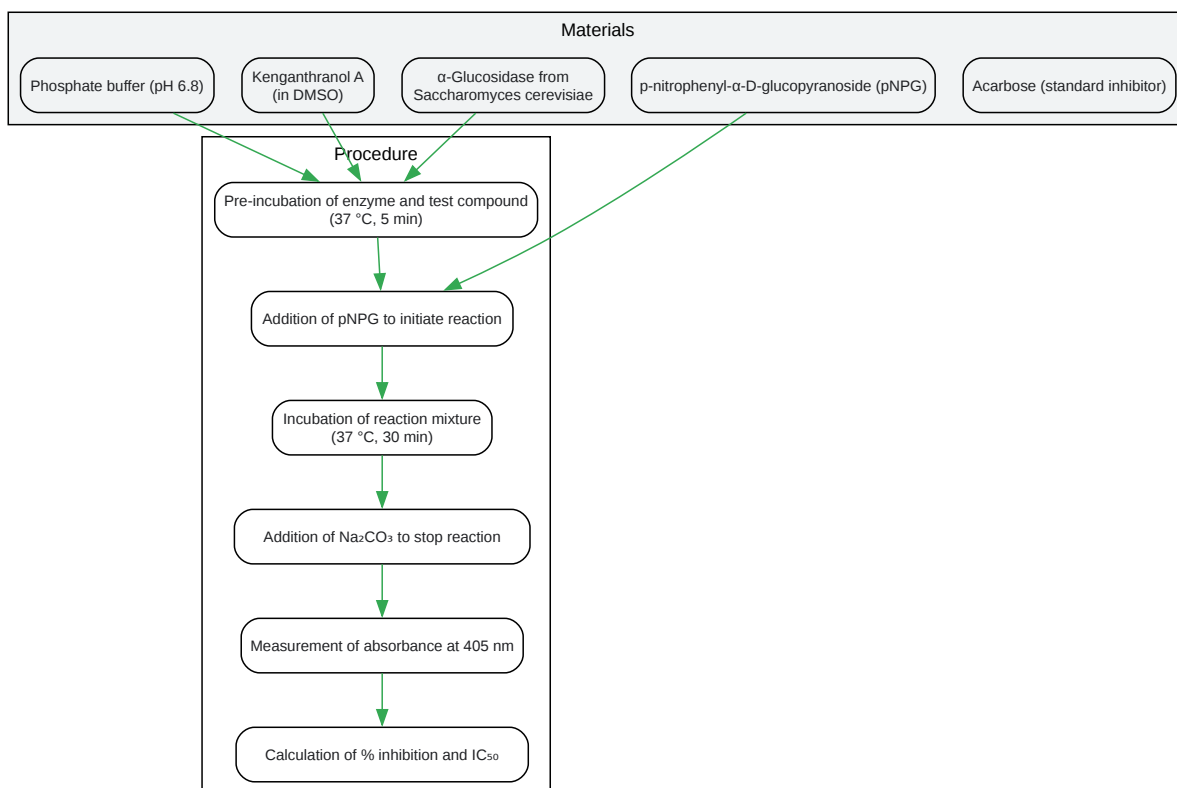 Materials
Phosphate buffer (pH 6.8)
Kenganthranol A
(in DMSO)
α-Glucosidase from
Saccharomyces cerevisiae
p-nitrophenyl-α-D-glucopyranoside (pNPG)
Acarbose (standard inhibitor)
Procedure
Pre-incubation of enzyme and test compound
(37 °C, 5 min)
Addition of pNPG to initiate reaction
Incubation of reaction mixture
(37 °C, 30 min)
Addition of Na₂CO₃ to stop reaction
Measurement of absorbance at 405 nm
Calculation of % inhibition and IC₅₀